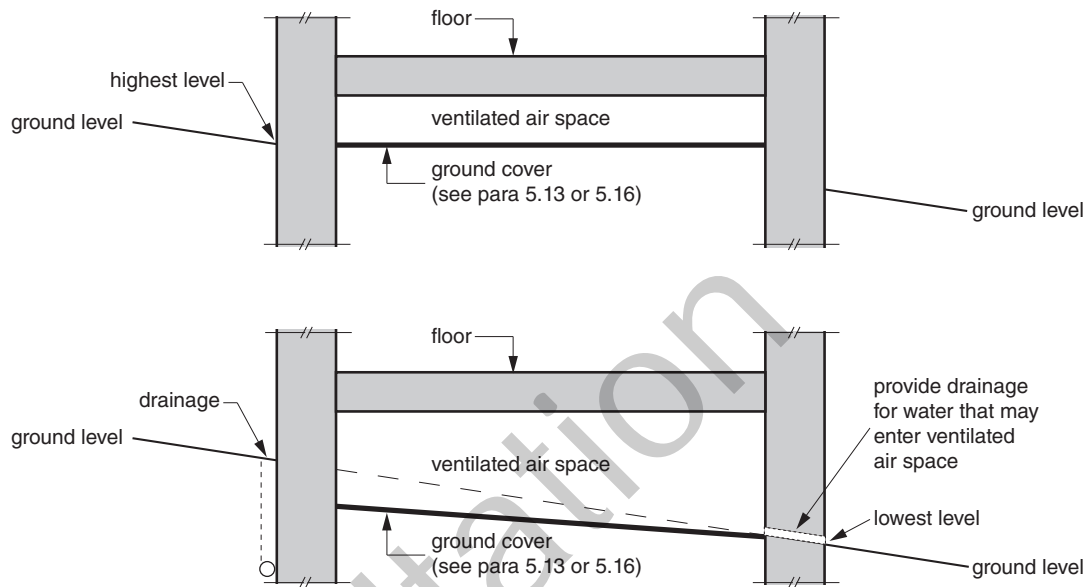 floor
highest level
ground level
ventilated air space
ground cover
(see para 5.13 or 5.16)
ground level
floor
drainage
ground level
provide drainage
for water that may
enter ventilated
air space
ventilated air space
lowest level
ground cover
(see para 5.13 or 5.16)
ground level